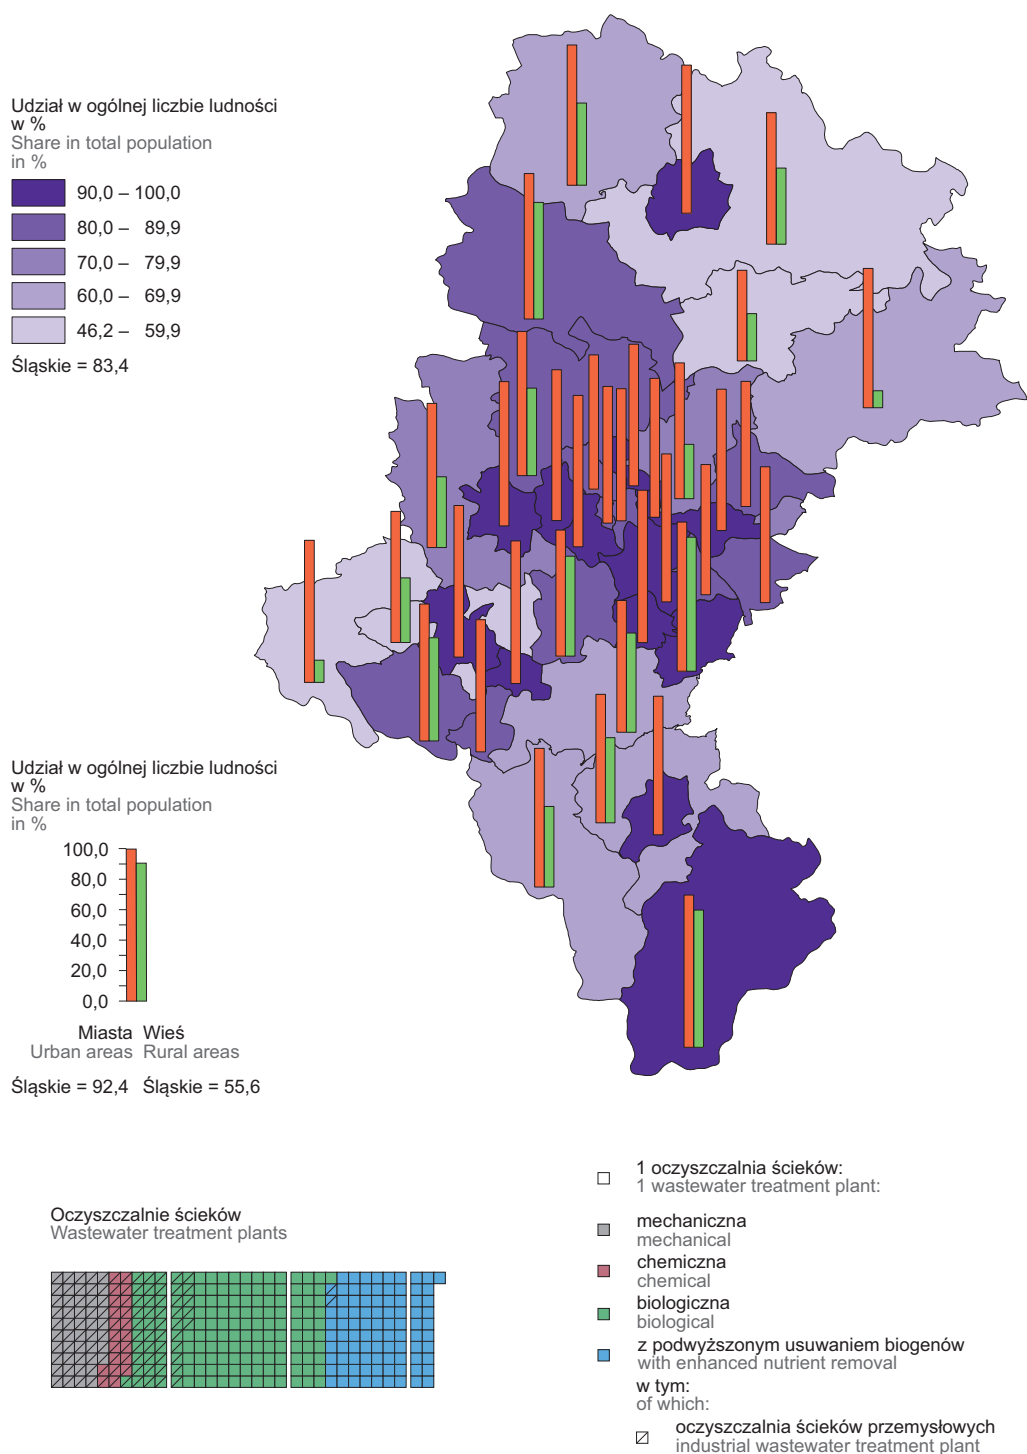 Udział w ogólnej liczbie ludności
w %
Share in total population
in %
90,0 – 100,0
80,0 – 89,9
70,0 – 79,9
60,0 – 69,9
46,2 – 59,9
Śląskie = 83,4
Udział w ogólnej liczbie ludności
w %
Share in total population
in %
100,0
80,0
60,0
40,0
20,0
0,0
Miasta Wieś
Urban areas Rural areas
Śląskie = 92,4 Śląskie = 55,6
Oczyszczalnie ścieków
Wastewater treatment plants
1 oczyszczalnia ścieków:
1 wastewater treatment plant:
mechaniczna
mechanical
chemiczna
chemical
biologiczna
biological
z podwyższonym usuwaniem biogenów
with enhanced nutrient removal
w tym:
of which:
oczyszczalnia ścieków przemysłowych
industrial wastewater treatment plant